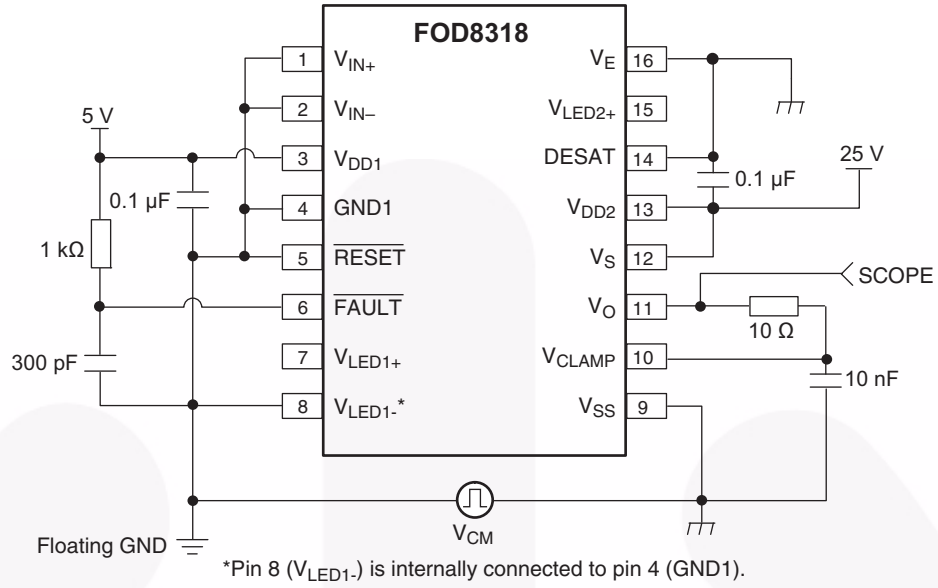 FOD8318
1 V_IN+
2 V_IN–
3 V_DD1
4 GND1
5 R̅E̅S̅E̅T̅
6 F̅A̅U̅L̅T̅
7 V_LED1+
8 V_LED1-*
V_E 16
V_LED2+ 15
DESAT 14
V_DD2 13
V_S 12
V_O 11
V_CLAMP 10
V_SS 9
5 V
0.1 µF
1 kΩ
300 pF
Floating GND
0.1 µF
25 V
SCOPE
10 Ω
10 nF
V_CM
*Pin 8 (V_LED1-) is internally connected to pin 4 (GND1).